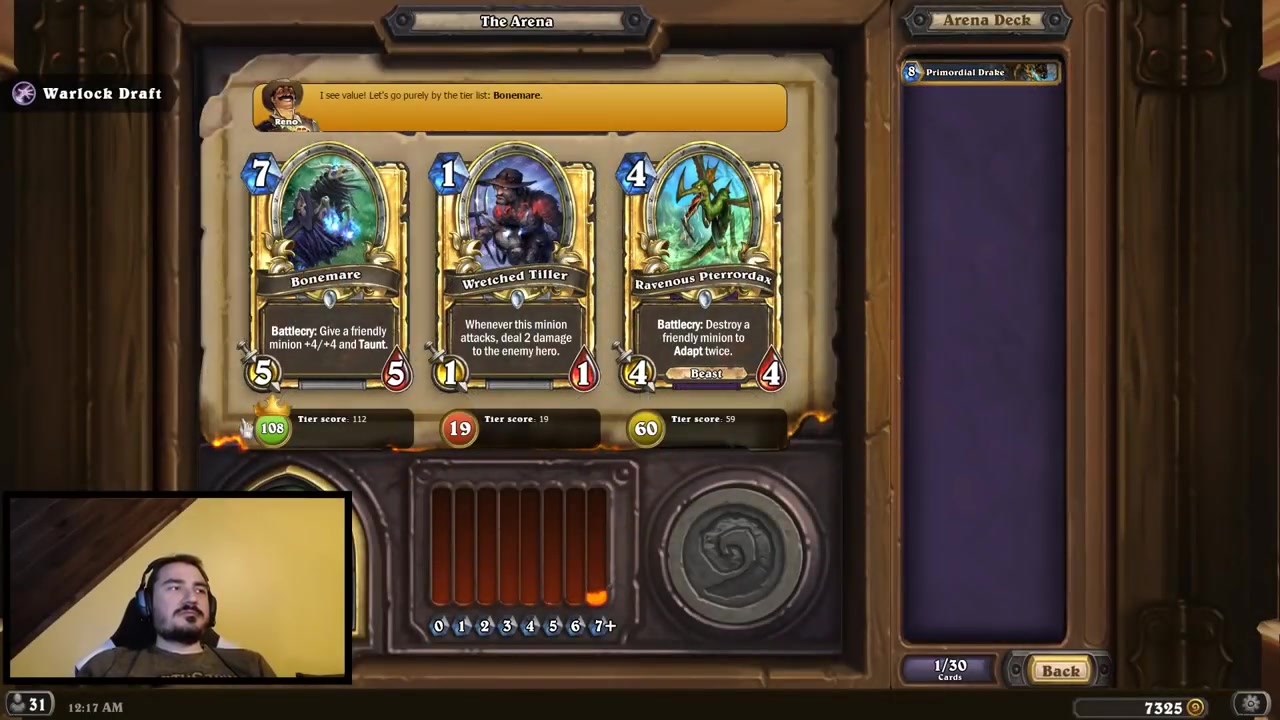 The Arena
Arena Deck
8 Primordial Drake
Warlock Draft
I see value! Let's go purely by the tier list: Bonemare.
Reno
7
1
4
Bonemare
Wretched Tiller
Ravenous Pterrordax
Battlecry: Give a friendly
minion +4/+4 and Taunt.
Whenever this minion
attacks, deal 2 damage
to the enemy hero.
Battlecry: Destroy a
friendly minion to
Adapt twice.
Beast
5
5
1
1
4
4
108
Tier score: 112
19
Tier score: 19
60
Tier score: 59
0 1 2 3 4 5 6 7+
1/30
Cards
Back
31
12:17 AM
7325